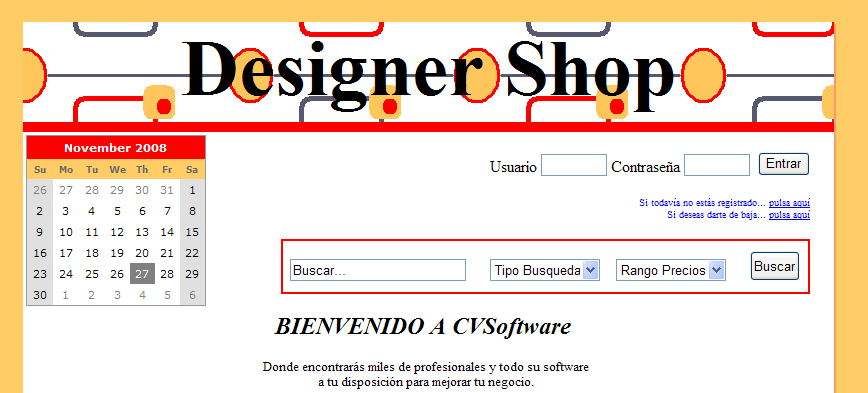 Designer Shop
November 2008
Su Mo Tu We Th Fr Sa
26 27 28 29 30 31 1
2 3 4 5 6 7 8
9 10 11 12 13 14 15
16 17 18 19 20 21 22
23 24 25 26 27 28 29
30 1 2 3 4 5 6
Usuario Contraseña Entrar
Si todavía no estás registrado... pulsa aquí
Si deseas darte de baja... pulsa aquí
Buscar... Tipo Busqueda Rango Precios Buscar
BIENVENIDO A CVSoftware
Donde encontrarás miles de profesionales y todo su software
a tu disposición para mejorar tu negocio.